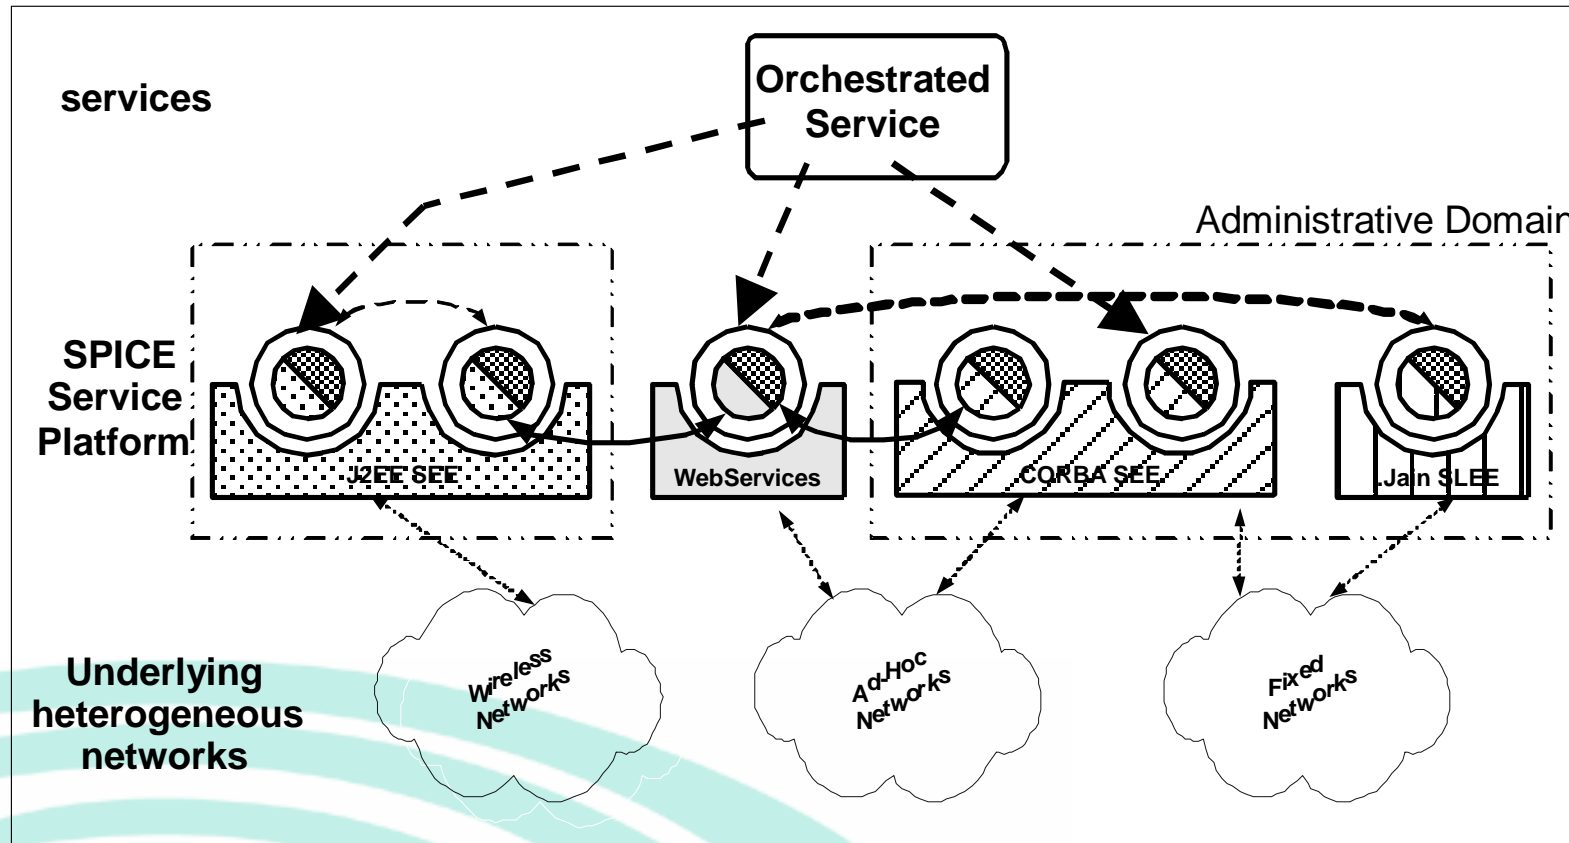 services
Orchestrated
Service
Administrative Domain
SPICE
Service
Platform
J2EE SEE
WebServices
CORBA SEE
.Jain SLEE
Underlying
heterogeneous
networks
Wireless
Networks
Ad-Hoc
Networks
Fixed
Networks